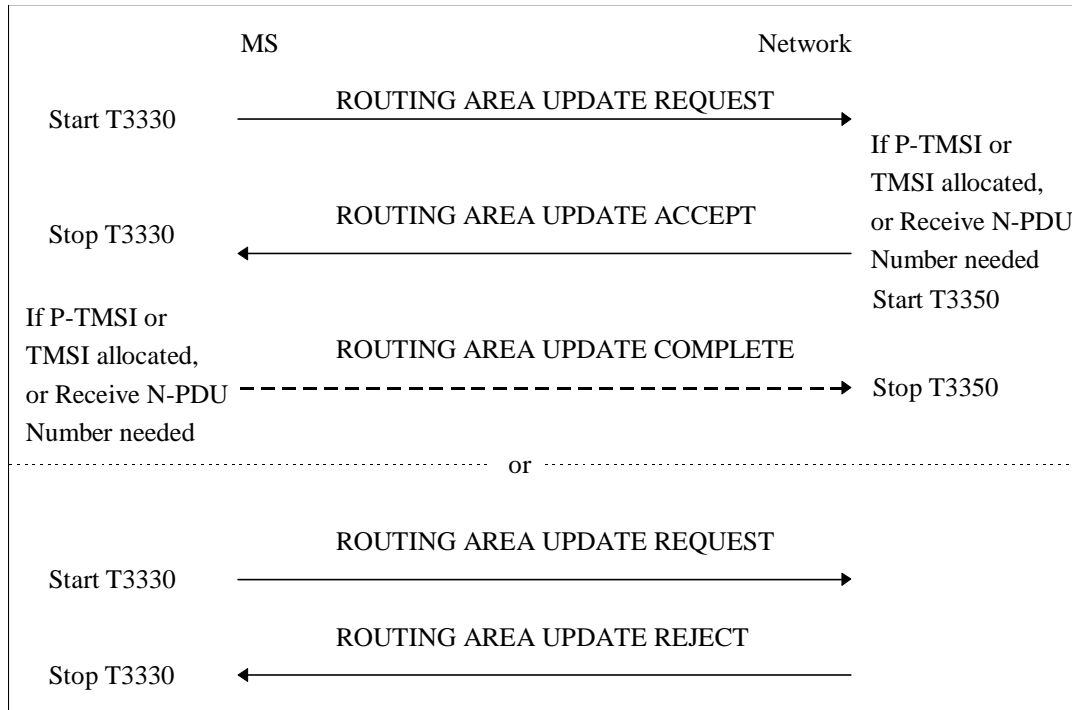 MS
Network
ROUTING AREA UPDATE REQUEST
Start T3330
If P-TMSI or
TMSI allocated,
or Receive N-PDU
Number needed
Start T3350
ROUTING AREA UPDATE ACCEPT
Stop T3330
If P-TMSI or
TMSI allocated,
or Receive N-PDU
Number needed
ROUTING AREA UPDATE COMPLETE
Stop T3350
or
ROUTING AREA UPDATE REQUEST
Start T3330
ROUTING AREA UPDATE REJECT
Stop T3330